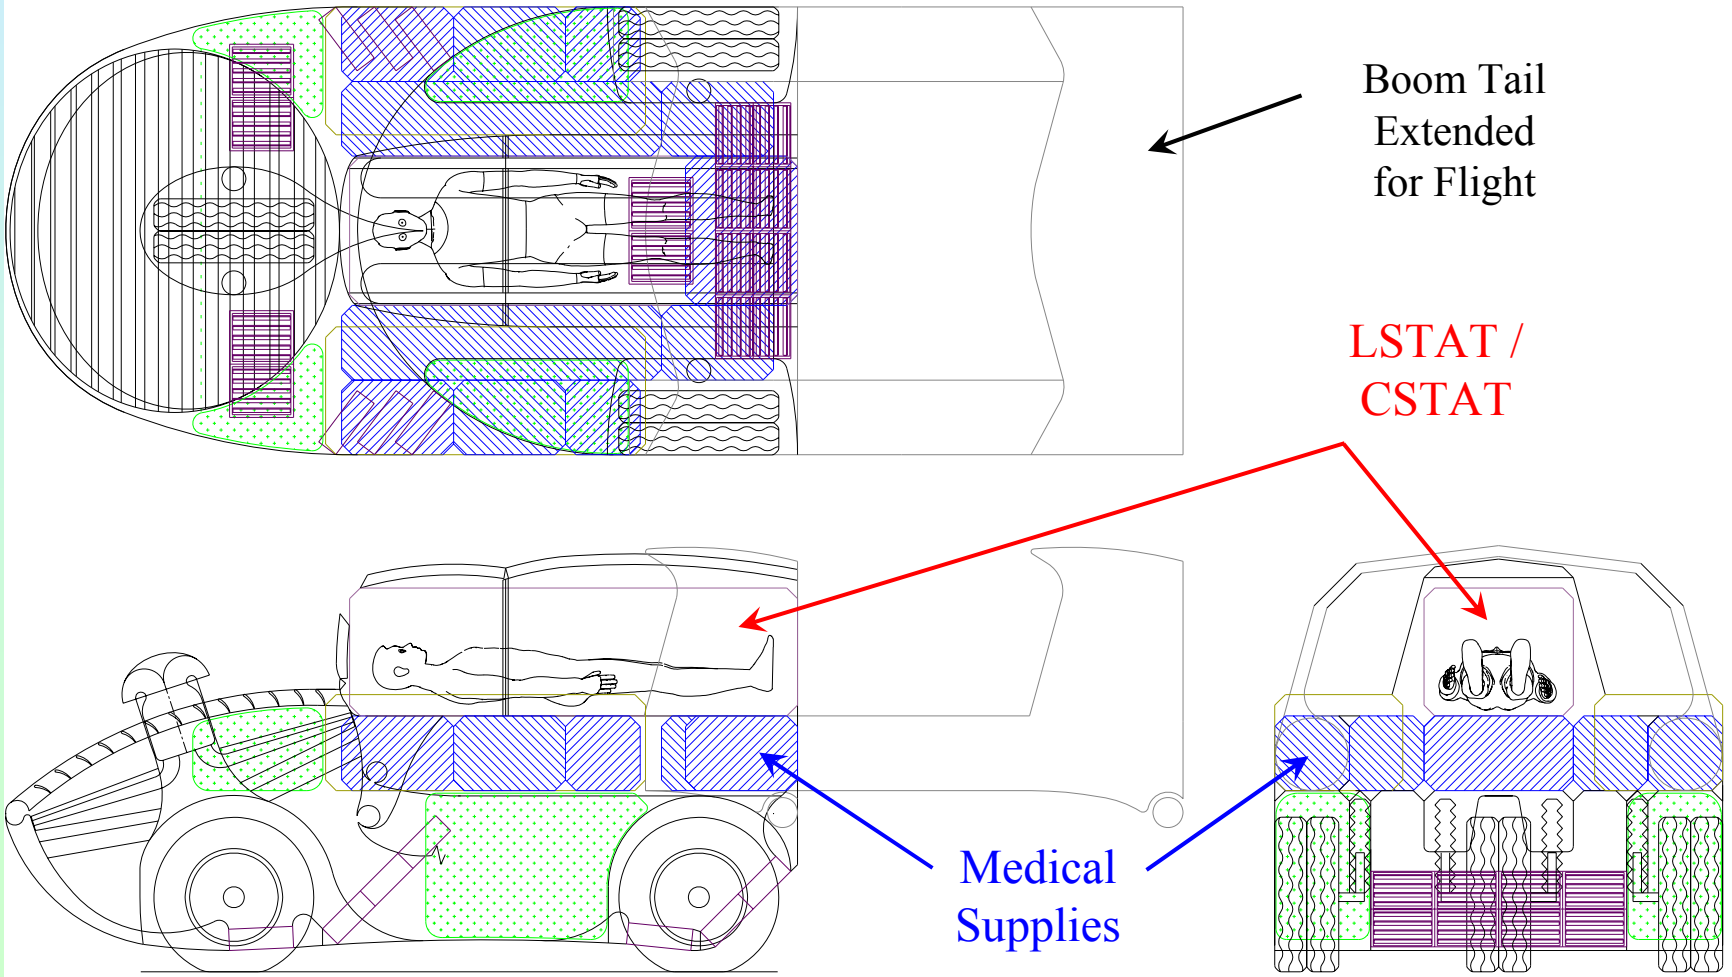 Boom Tail
Extended
for Flight
LSTAT /
CSTAT
Medical
Supplies